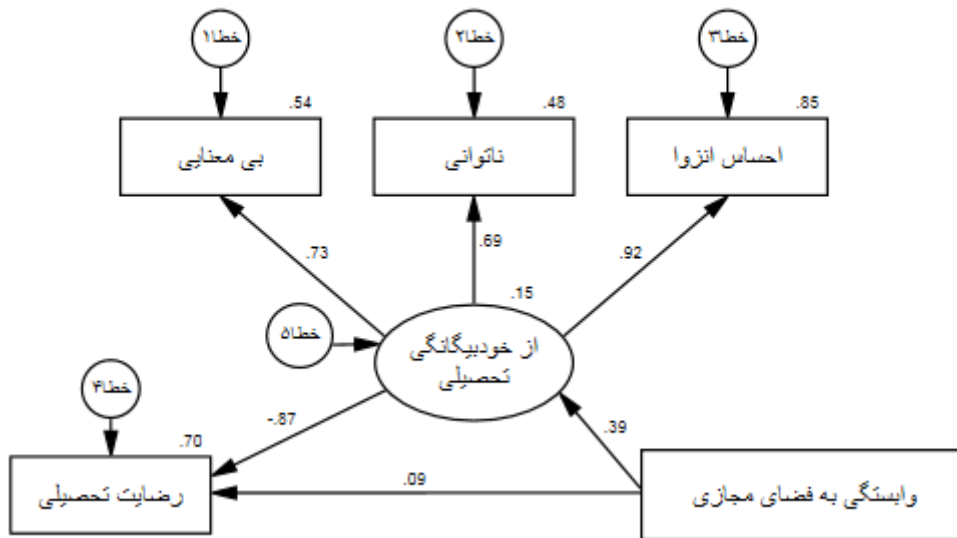 خطا۱
خطا۲
خطا۳
.54
.48
.85
بی معنایی
ناتوانی
احساس انزوا
.73
.69
.92
.15
خطا۵
از خودبیگانگی
تحصیلی
خطا۴
-.87
.39
.70
رضایت تحصیلی
.09
وابستگی به فضای مجازی